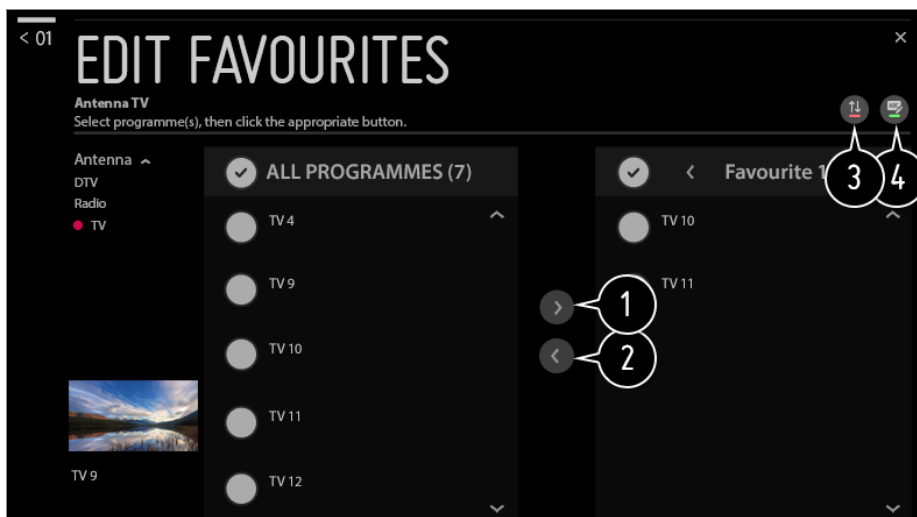 < 01
EDIT FAVOURITES
×
Antenna TV
Select programme(s), then click the appropriate button.
Antenna
DTV
Radio
TV
ALL PROGRAMMES (7)
TV 4
TV 9
TV 10
TV 11
TV 12
1
2
< Favourite 1
3
4
TV 10
TV 11
TV 9